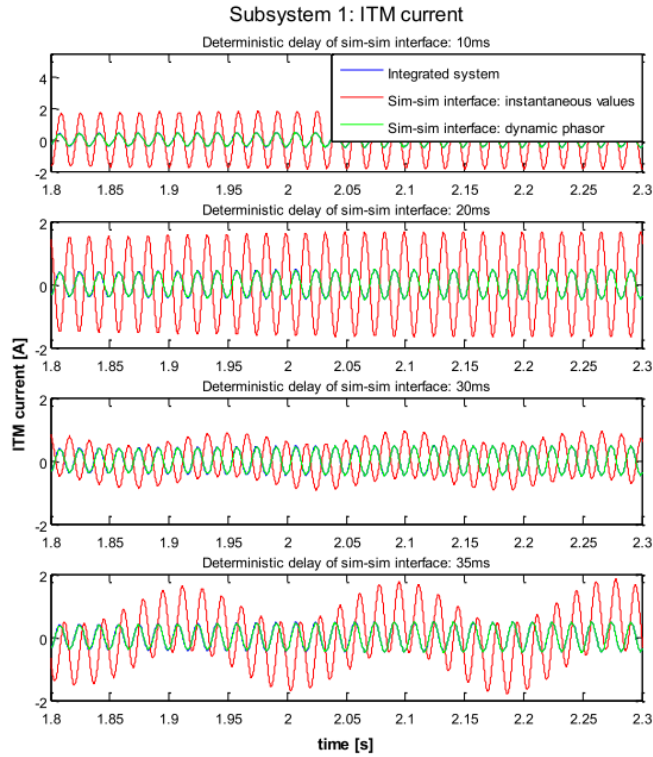 Subsystem 1: ITM current
Deterministic delay of sim-sim interface: 10ms
Integrated system
Sim-sim interface: instantaneous values
Sim-sim interface: dynamic phasor
4
2
0
-2
1.8 1.85 1.9 1.95 2 2.05 2.1 2.15 2.2 2.25 2.3
Deterministic delay of sim-sim interface: 20ms
2
0
-2
1.8 1.85 1.9 1.95 2 2.05 2.1 2.15 2.2 2.25 2.3
ITM current [A]
Deterministic delay of sim-sim interface: 30ms
2
0
-2
1.8 1.85 1.9 1.95 2 2.05 2.1 2.15 2.2 2.25 2.3
Deterministic delay of sim-sim interface: 35ms
2
0
-2
1.8 1.85 1.9 1.95 2 2.05 2.1 2.15 2.2 2.25 2.3
time [s]